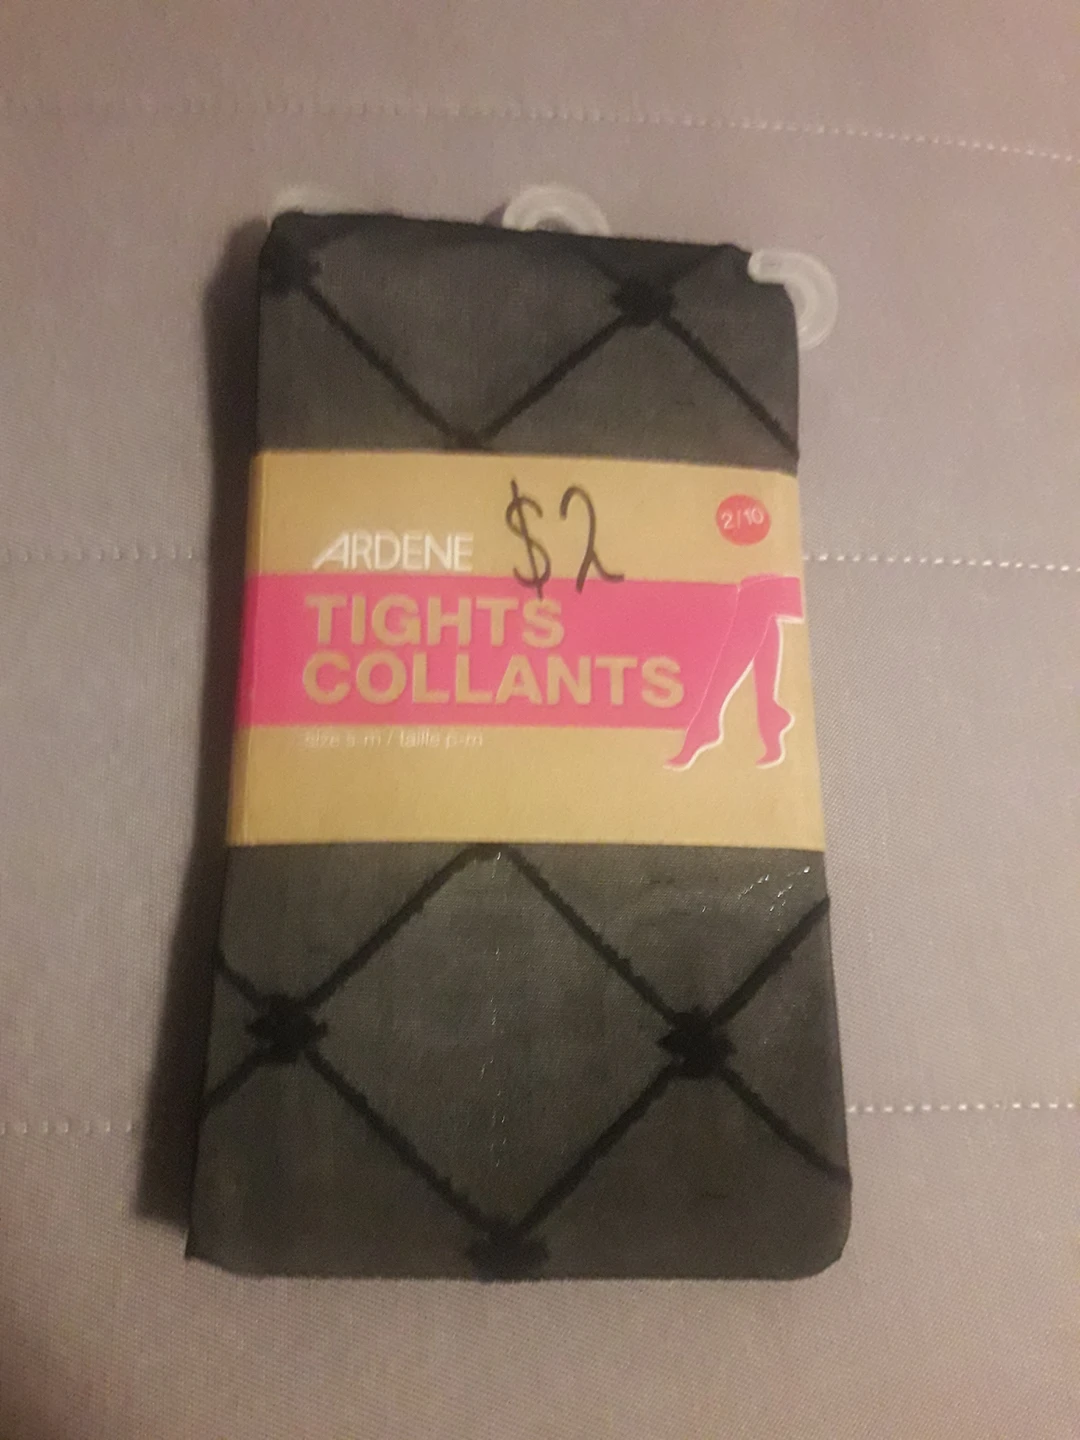 $2
2/10
ARDENE
TIGHTS
COLLANTS
size s-m / taille p-m